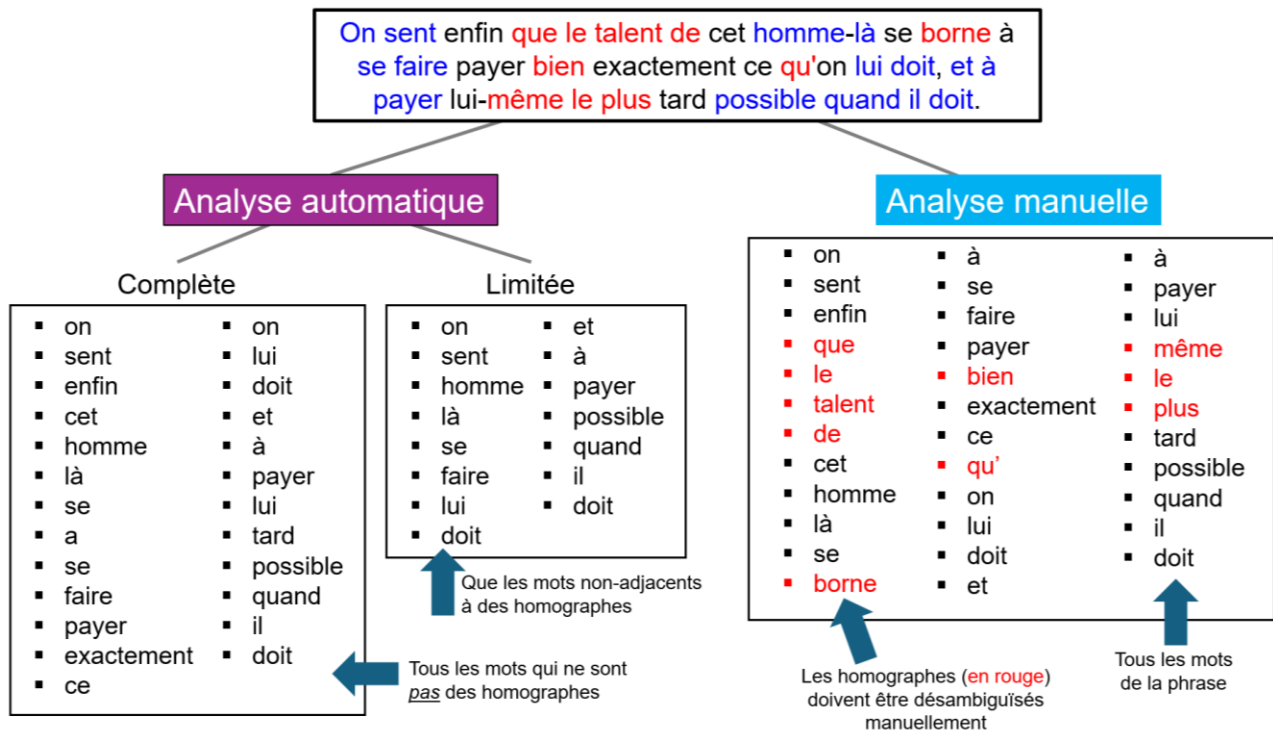 On sent enfin que le talent de cet homme-là se borne à
se faire payer bien exactement ce qu'on lui doit, et à
payer lui-même le plus tard possible quand il doit.
Analyse automatique
Analyse manuelle
Complète
▪ on
▪ sent
▪ enfin
▪ cet
▪ homme
▪ là
▪ se
▪ a
▪ se
▪ faire
▪ payer
▪ exactement
▪ ce
▪ on
▪ lui
▪ doit
▪ et
▪ à
▪ payer
▪ lui
▪ tard
▪ possible
▪ quand
▪ il
▪ doit
Tous les mots qui ne sont
pas des homographes
Limitée
▪ on
▪ sent
▪ homme
▪ là
▪ se
▪ faire
▪ lui
▪ doit
▪ et
▪ à
▪ payer
▪ possible
▪ quand
▪ il
▪ doit
Que les mots non-adjacents
à des homographes
▪ on
▪ sent
▪ enfin
▪ que
▪ le
▪ talent
▪ de
▪ cet
▪ homme
▪ là
▪ se
▪ borne
▪ à
▪ se
▪ faire
▪ payer
▪ bien
▪ exactement
▪ ce
▪ qu’
▪ on
▪ lui
▪ doit
▪ et
▪ à
▪ payer
▪ lui
▪ même
▪ le
▪ plus
▪ tard
▪ possible
▪ quand
▪ il
▪ doit
Les homographes (en rouge)
doivent être désambiguïsés
manuellement
Tous les mots
de la phrase